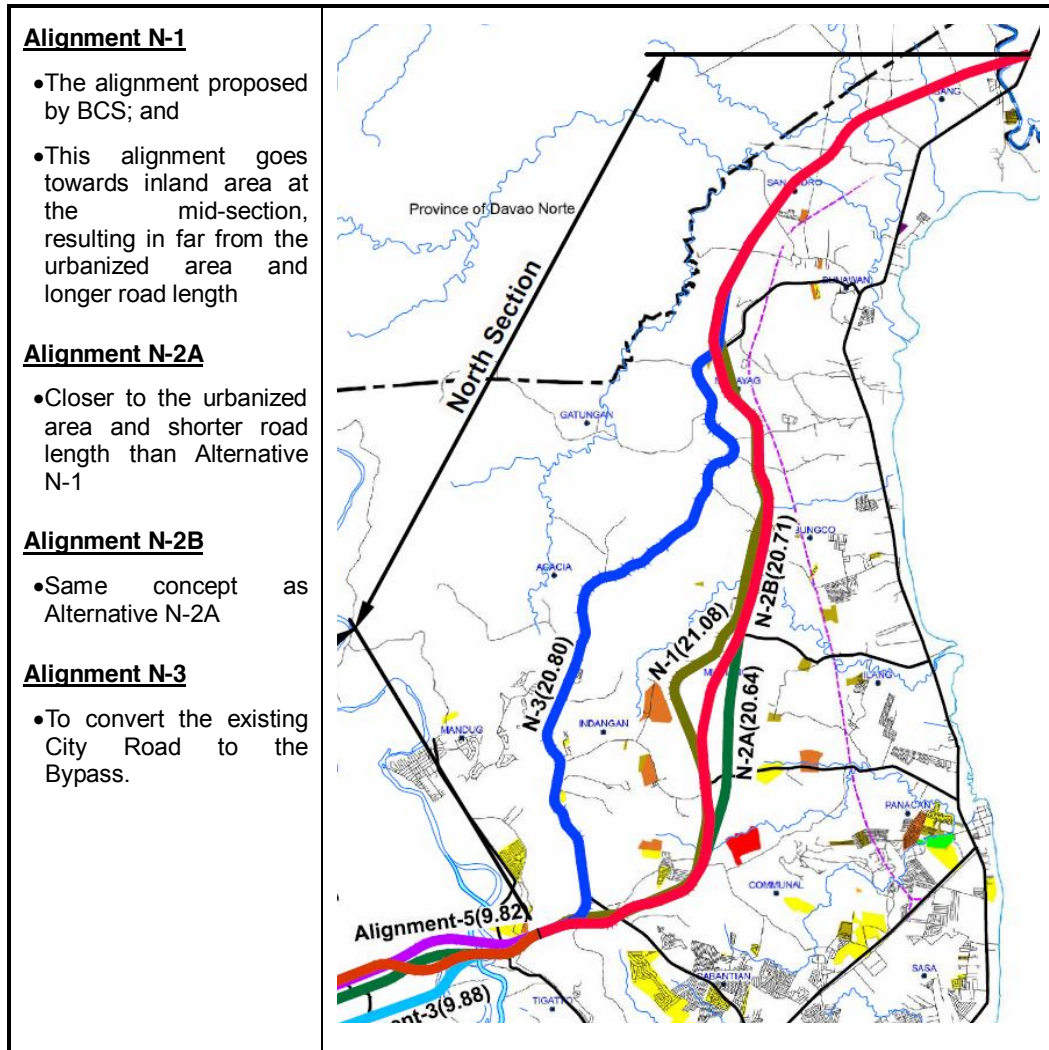 Alignment N-1
•The alignment proposed
by BCS; and
•This alignment goes
towards inland area at
the mid-section,
resulting in far from the
urbanized area and
longer road length
Alignment N-2A
•Closer to the urbanized
area and shorter road
length than Alternative
N-1
Alignment N-2B
•Same concept as
Alternative N-2A
Alignment N-3
•To convert the existing
City Road to the
Bypass.
Province of Davao Norte
North Section
GATUNGAN
ACACIA
N-2B(20.71)
N-1(21.08)
ILANG
N-3(20.80)
INDANGAN
MANDUG
N-2A(20.64)
PANACAN
COMMUNAL
Alignment-5(9.82)
SASA
TIGATTO